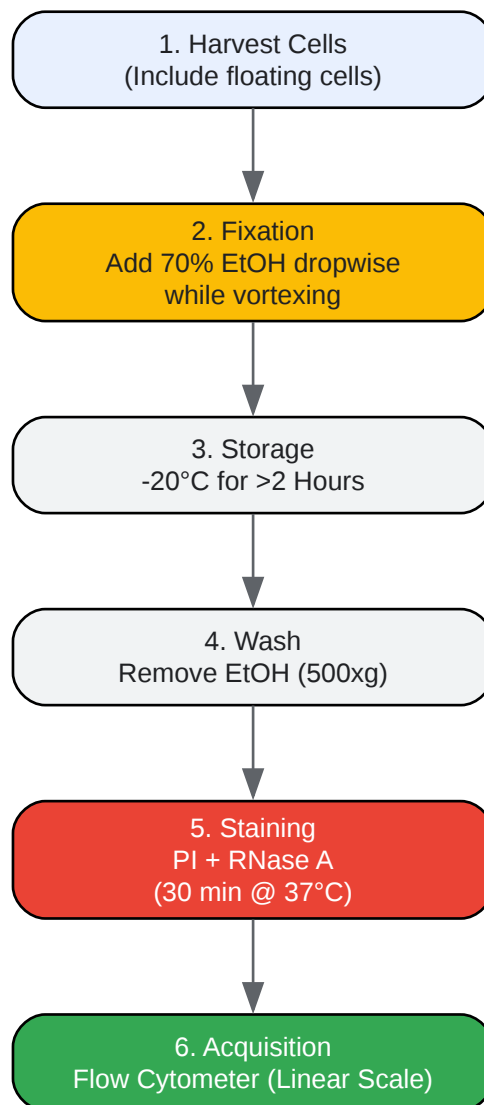 1. Harvest Cells
(Include floating cells)
2. Fixation
Add 70% EtOH dropwise
while vortexing
3. Storage
-20°C for >2 Hours
4. Wash
Remove EtOH (500xg)
5. Staining
PI + RNase A
(30 min @ 37°C)
6. Acquisition
Flow Cytometer (Linear Scale)